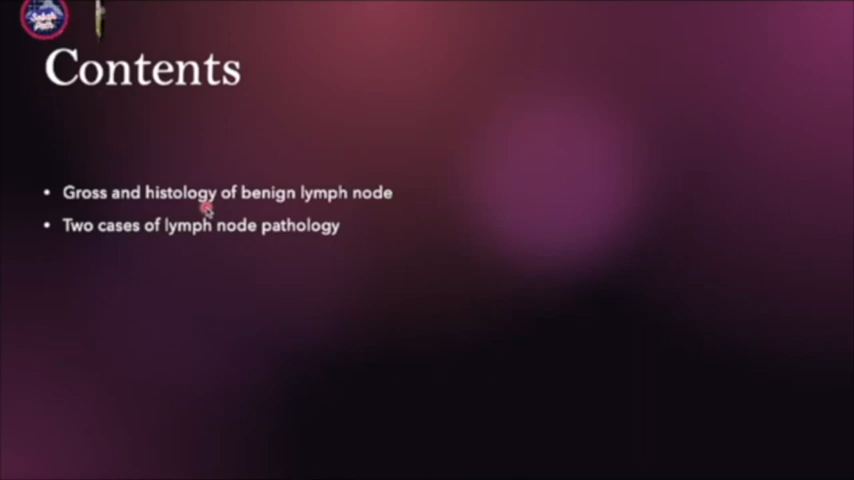 Contents
• Gross and histology of benign lymph node
• Two cases of lymph node pathology